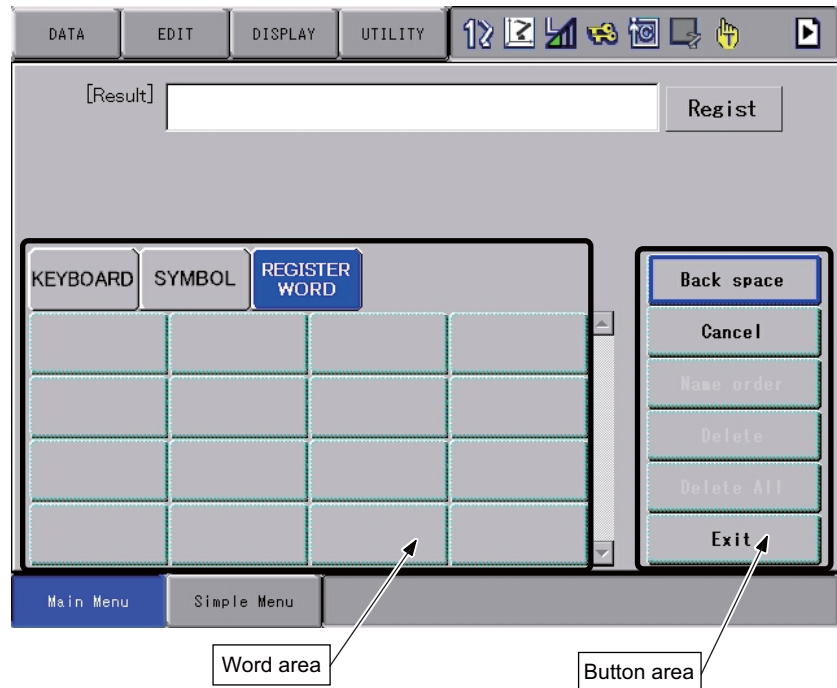 DATA EDIT DISPLAY UTILITY
[Result] Regist
KEYBOARD SYMBOL REGISTER
WORD
Back space
Cancel
Name order
Delete
Delete All
Exit
Main Menu Simple Menu
Word area Button area